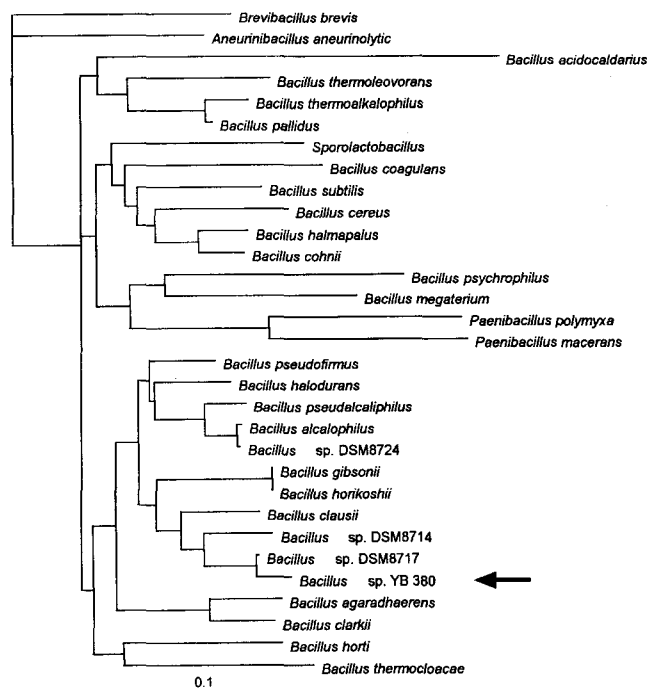 Brevibacillus brevis
Aneurinibacillus aneurinolytic
Bacillus acidocaldarius
Bacillus thermoleovorans
Bacillus thermoalkalophilus
Bacillus pallidus
Sporolactobacillus
Bacillus coagulans
Bacillus subtilis
Bacillus cereus
Bacillus halmapalus
Bacillus cohnii
Bacillus psychrophilus
Bacillus megaterium
Paenibacillus polymyxa
Paenibacillus macerans
Bacillus pseudofirmus
Bacillus halodurans
Bacillus pseudalcaliphilus
Bacillus alcalophilus
Bacillus sp. DSM8724
Bacillus gibsonii
Bacillus horikoshii
Bacillus clausii
Bacillus sp. DSM8714
Bacillus sp. DSM8717
Bacillus sp. YB 380
Bacillus agaradhaerens
Bacillus clarkii
Bacillus horti
Bacillus thermocloacae
0.1